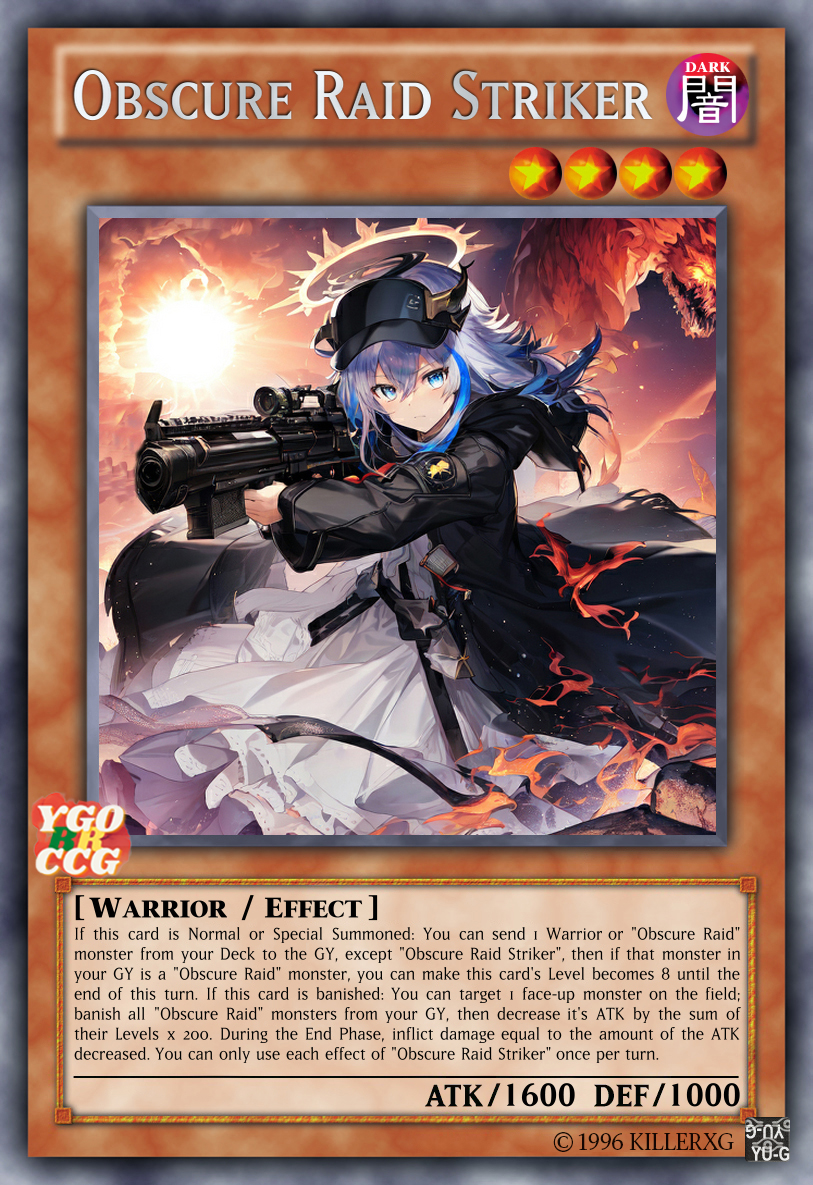 Obscure Raid Striker
DARK
闇
YGO
RR
CCG
[ Warrior / Effect ]
If this card is Normal or Special Summoned: You can send 1 Warrior or "Obscure Raid"
monster from your Deck to the GY, except "Obscure Raid Striker", then if that monster in
your GY is a "Obscure Raid" monster, you can make this card's Level becomes 8 until the
end of this turn. If this card is banished: You can target 1 face-up monster on the field;
banish all "Obscure Raid" monsters from your GY, then decrease it's ATK by the sum of
their Levels x 200. During the End Phase, inflict damage equal to the amount of the ATK
decreased. You can only use each effect of "Obscure Raid Striker" once per turn.
ATK/1600 DEF/1000
© 1996 KILLERXG
YU-G